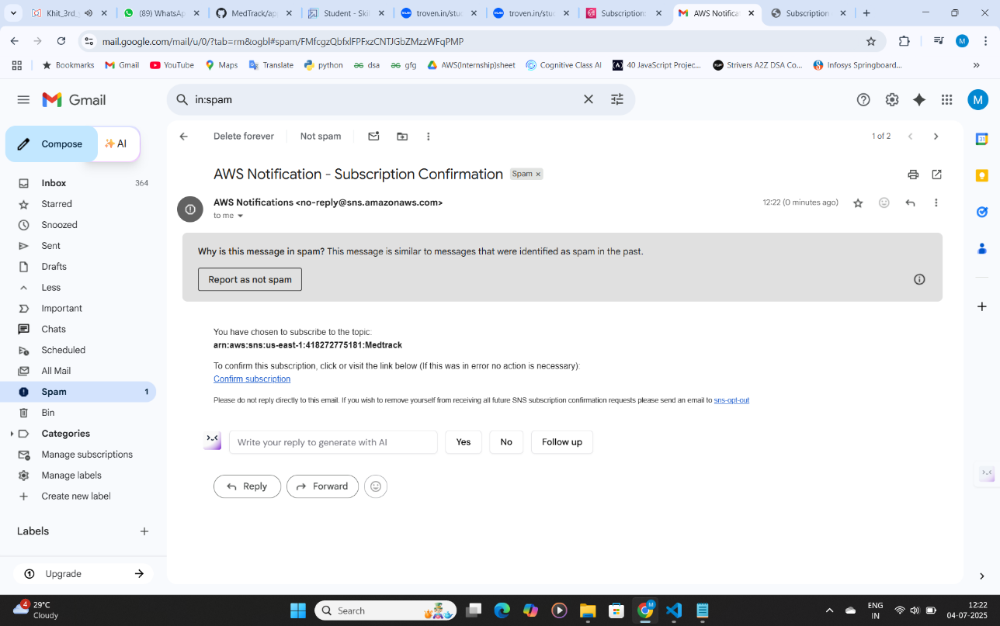 Khit_3rd_Y
(89) WhatsAp
MedTrack/ap
Student - Ski
troven.in/stud
troven.in/stud
Subscription
AWS Notificat
Subscription
mail.google.com/mail/u/0/?tab=rm&ogbl#spam/FMfcgzQbfxlFPFxzCNTJGbZMzzWFqPMP
M
Bookmarks
Gmail
YouTube
Maps
Translate
python
dsa
gfg
AWS(Internship)sheet
Cognitive Class AI
40 JavaScript Projec...
Strivers A2Z DSA Co...
Infosys Springboard...
Gmail
in:spam
M
Compose
AI
Delete forever
Not spam
1 of 2
Inbox 364
Starred
Snoozed
Sent
Drafts
Less
Important
Chats
Scheduled
All Mail
Spam 1
Bin
Categories
Manage subscriptions
Manage labels
Create new label
Labels
Upgrade
AWS Notification - Subscription Confirmation Spam x
AWS Notifications <no-reply@sns.amazonaws.com>
12:22 (0 minutes ago)
to me
Why is this message in spam? This message is similar to messages that were identified as spam in the past.
Report as not spam
You have chosen to subscribe to the topic:
arn:aws:sns:us-east-1:418272775181:Medtrack
To confirm this subscription, click or visit the link below (If this was in error no action is necessary):
Confirm subscription
Please do not reply directly to this email. If you wish to remove yourself from receiving all future SNS subscription confirmation requests please send an email to sns-opt-out
Write your reply to generate with AI
Yes
No
Follow up
Reply
Forward
31
4
29°C
Cloudy
Search
M
ENG
IN
12:22
04-07-2025